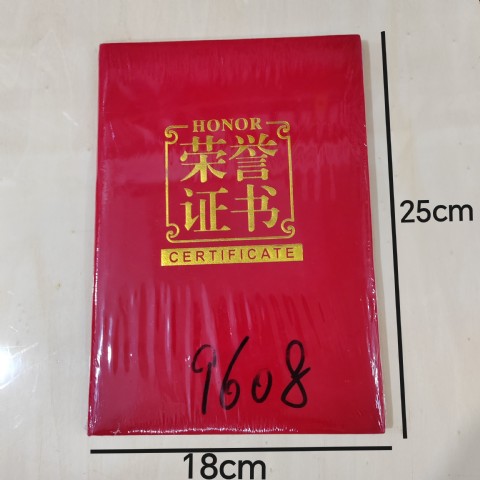 HONOR
荣誉
证书
CERTIFICATE
9608
25cm
18cm